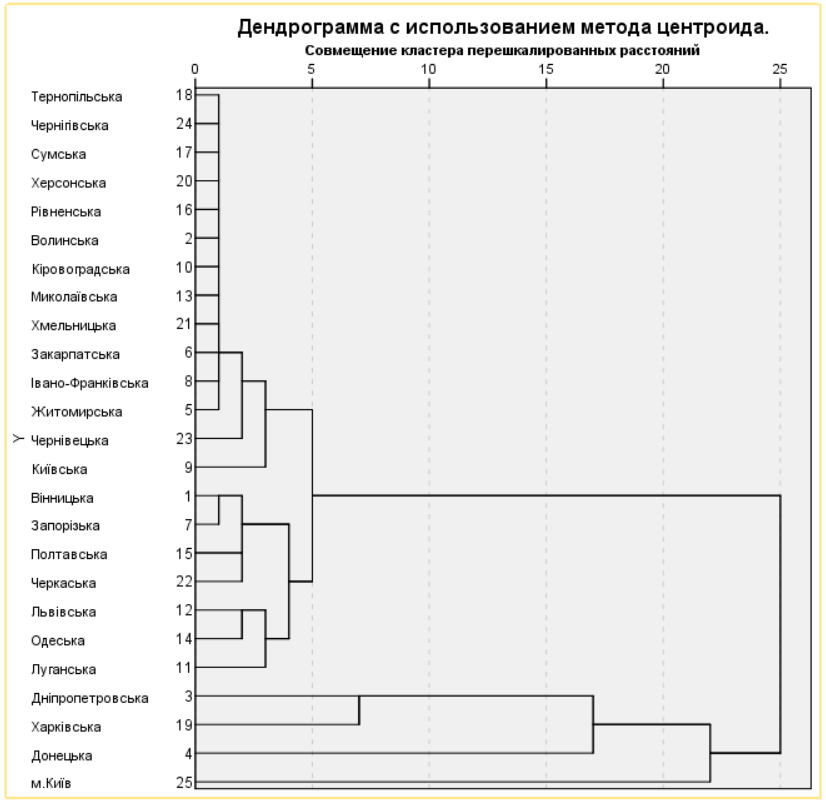 Дендрограмма с использованием метода центроида.
Совмещение кластера перешкалированных расстояний
0 5 10 15 20 25
Тернопільська 18
Чернігівська 24
Сумська 17
Херсонська 20
Рівненська 16
Волинська 2
Кіровоградська 10
Миколаївська 13
Хмельницька 21
Закарпатська 6
Івано-Франківська 8
Житомирська 5
Y Чернівецька 23
Київська 9
Вінницька 1
Запорізька 7
Полтавська 15
Черкаська 22
Львівська 12
Одеська 14
Луганська 11
Дніпропетровська 3
Харківська 19
Донецька 4
м.Київ 25